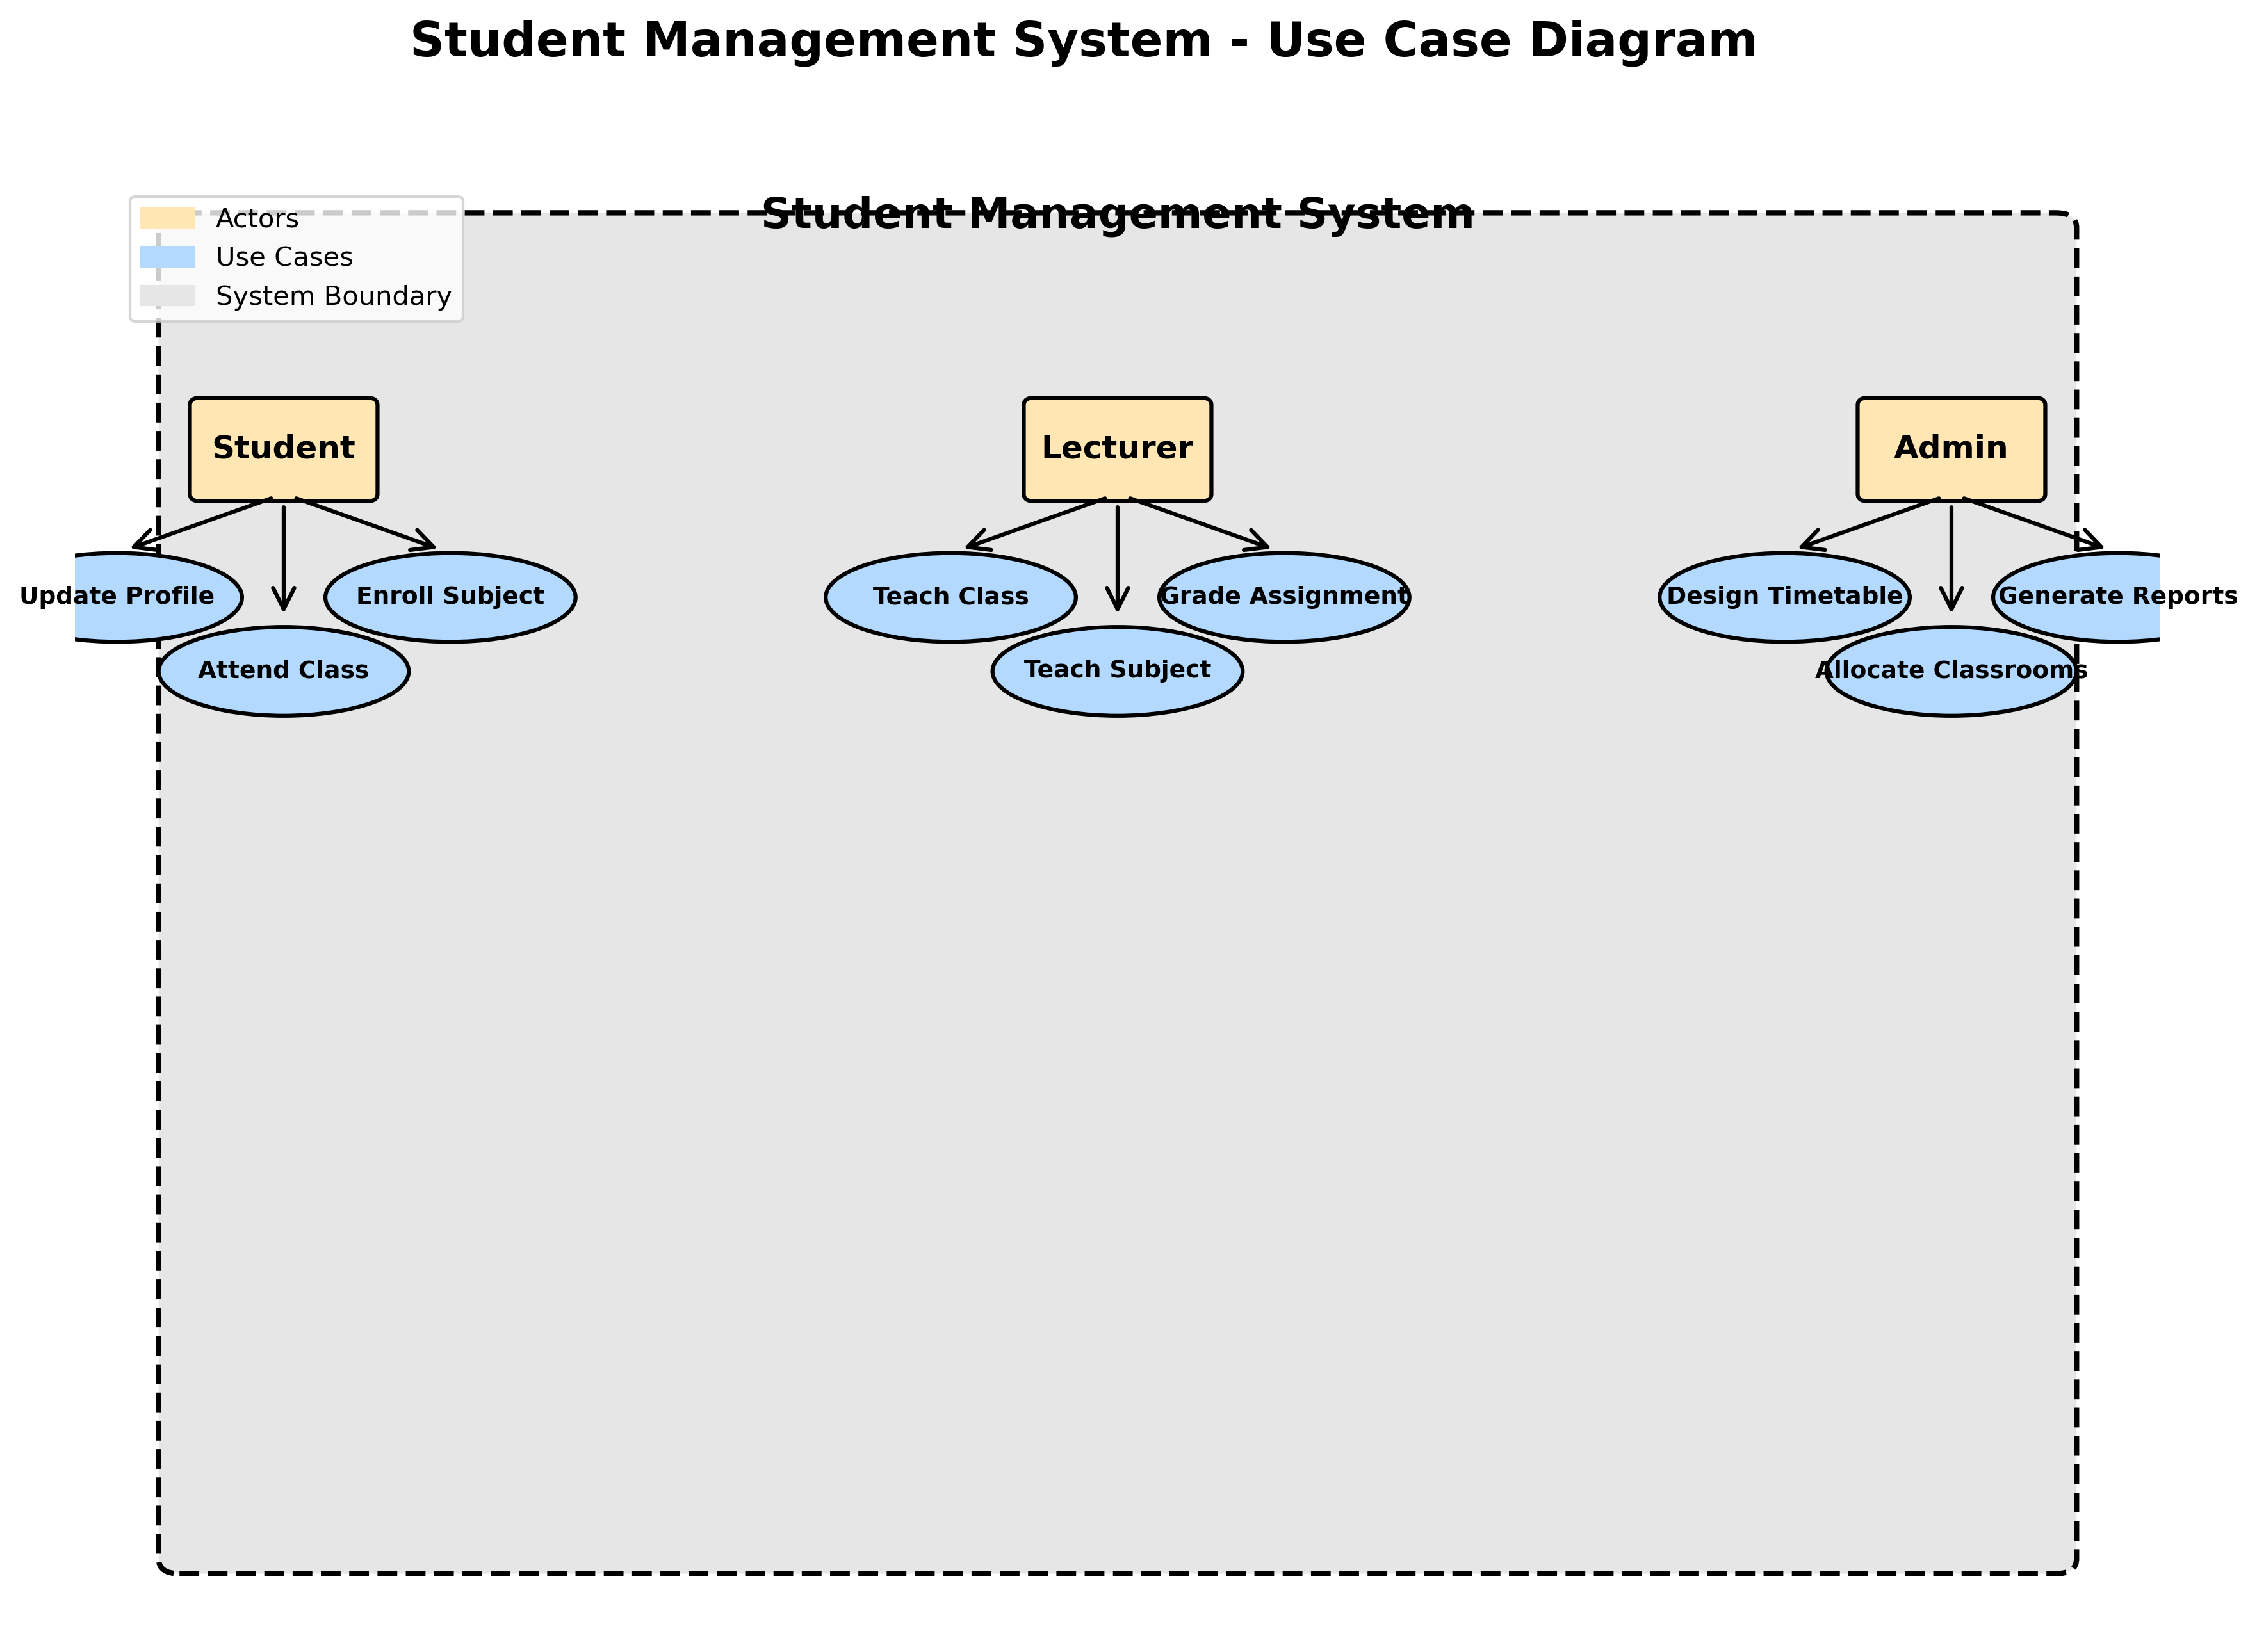 Student Management System - Use Case Diagram
Student Management System
Actors
Use Cases
System Boundary
Student
Lecturer
Admin
Update Profile
Enroll Subject
Teach Class
Grade Assignment
Design Timetable
Generate Reports
Attend Class
Teach Subject
Allocate Classrooms